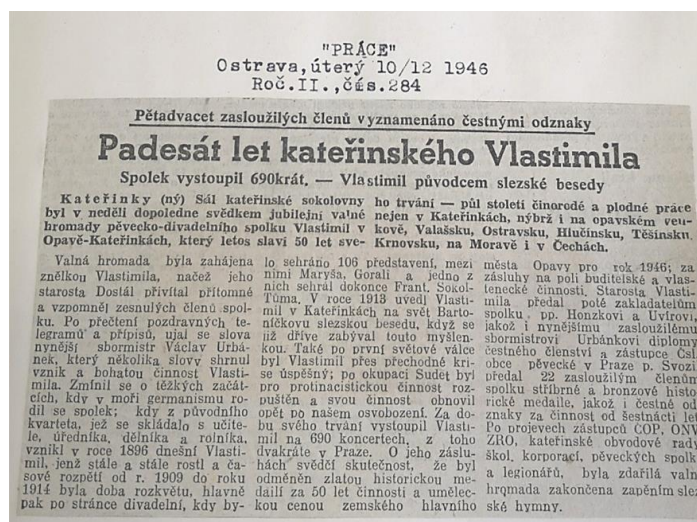 "PRÁCE"
Ostrava,úterý 10/12 1946
Roč.II.,čís.284
Pětadvacet zasloužilých členů vyznamenáno čestnými odznaky
Padesát let kateřinského Vlastimila
Spolek vystoupil 690krát. — Vlastimil původcem slezské besedy
Kateřinky (ný) Sál kateřinské sokolovny
byl v neděli dopoledne svědkem jubilejní valné
hromady pěvecko-divadelního spolku Vlastimil v
Opavě-Kateřinkách, který letos slaví 50 let sve-
ho trvání — půl století činorodé a plodné práce
nejen v Kateřinkách, nýbrž i na opavském ven-
kově, Valašsku, Ostravsku, Hlučínsku, Těšínsku,
Krnovsku, na Moravě i v Čechách.
Valná hromada byla zahájena
znělkou Vlastimila, načež jeho
starosta Dostál přivítal přítomné
a vzpomněl zesnulých členů spol-
ku. Po přečtení pozdravných te-
legramů a přípisů, ujal se slova
nynější sbormistr Václav Urbá-
nek, který několika slovy shrnul
vznik a bohatou činnost Vlasti-
mila. Zmínil se o těžkých začát-
cích, kdy v moři germanismu ro-
dil se spolek; kdy z původního
kvarteta, jež se skládalo s učite-
le, úředníka, dělníka a rolníka,
vznikl v roce 1896 dnešní Vlasti-
mil, jenž stále a stále rostl a ča-
sové rozpětí od r. 1909 do roku
1914 byla doba rozkvětu, hlavně
pak po stránce divadelní, kdy by-
lo sehráno 106 představení, mezi
nimi Maryša, Gorali a jedno z
nich sehrál dokonce Frant. Sokol-
Tůma. V roce 1913 uvedl Vlasti-
mil v Kateřinkách na svět Barto-
níčkovu slezskou besedu, když se
již dříve zabýval touto myšlen-
kou. Také po první světové válce
byl Vlastimil přes přechodné kri-
se úspěšný; po okupaci Sudet byl
pro protinacistickou činnost roz-
puštěn a svou činnost obnovil
opět po našem osvobození. Za do-
bu svého trvání vystoupil Vlasti-
mil na 690 koncertech, z toho
dvakráte v Praze. O jeho záslu-
hách svědčí skutečnost, že byl
odměněn zlatou historickou me-
dailí za 50 let činnosti a umělec-
kou cenou zemského hlavního
města Opavy pro rok 1946; za
zásluhy na poli buditelské a vlas-
tenecké činnosti. Starosta Vlasti-
mila předal poté zakladatelům
spolku, pp. Honzkovi a Uvírovi,
jakož i nynějšímu zasloužilému
sbormistrovi Urbánkovi diplomy
čestného členství a zástupce Čsl.
obce pěvecké v Praze p. Svozil
předal 22 zasloužilým členům
spolku stříbrné a bronzové histo-
rické medaile, jakož i čestné od-
znaky za činnost od šestnácti let.
Po projevech zástupců COP, ONV
ZRO, kateřinské obvodové rady
škol. korporací, pěveckých spolků
a legionářů, byla zdařilá valná
hromada zakončena zapěním slez-
ské hymny.